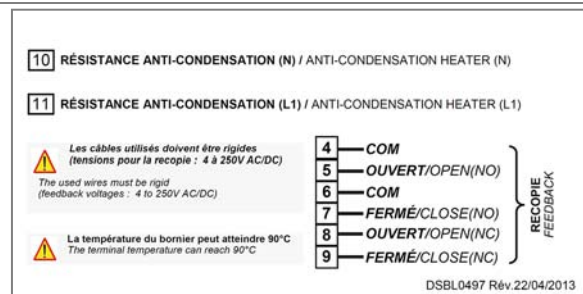 10 RÉSISTANCE ANTI-CONDENSATION (N) / ANTI-CONDENSATION HEATER (N)
11 RÉSISTANCE ANTI-CONDENSATION (L1) / ANTI-CONDENSATION HEATER (L1)
Les câbles utilisés doivent être rigides
(tensions pour la recopie : 4 à 250V AC/DC)
The used wires must be rigid
(feedback voltages : 4 to 250V AC/DC)
La température du bornier peut atteindre 90°C
The terminal temperature can reach 90°C
4 COM
5 OUVERT/OPEN(NO)
6 COM
7 FERMÉ/CLOSE(NO)
8 OUVERT/OPEN(NC)
9 FERMÉ/CLOSE(NC)
RECOPIE
FEEDBACK
DSBL0497 Rév.22/04/2013